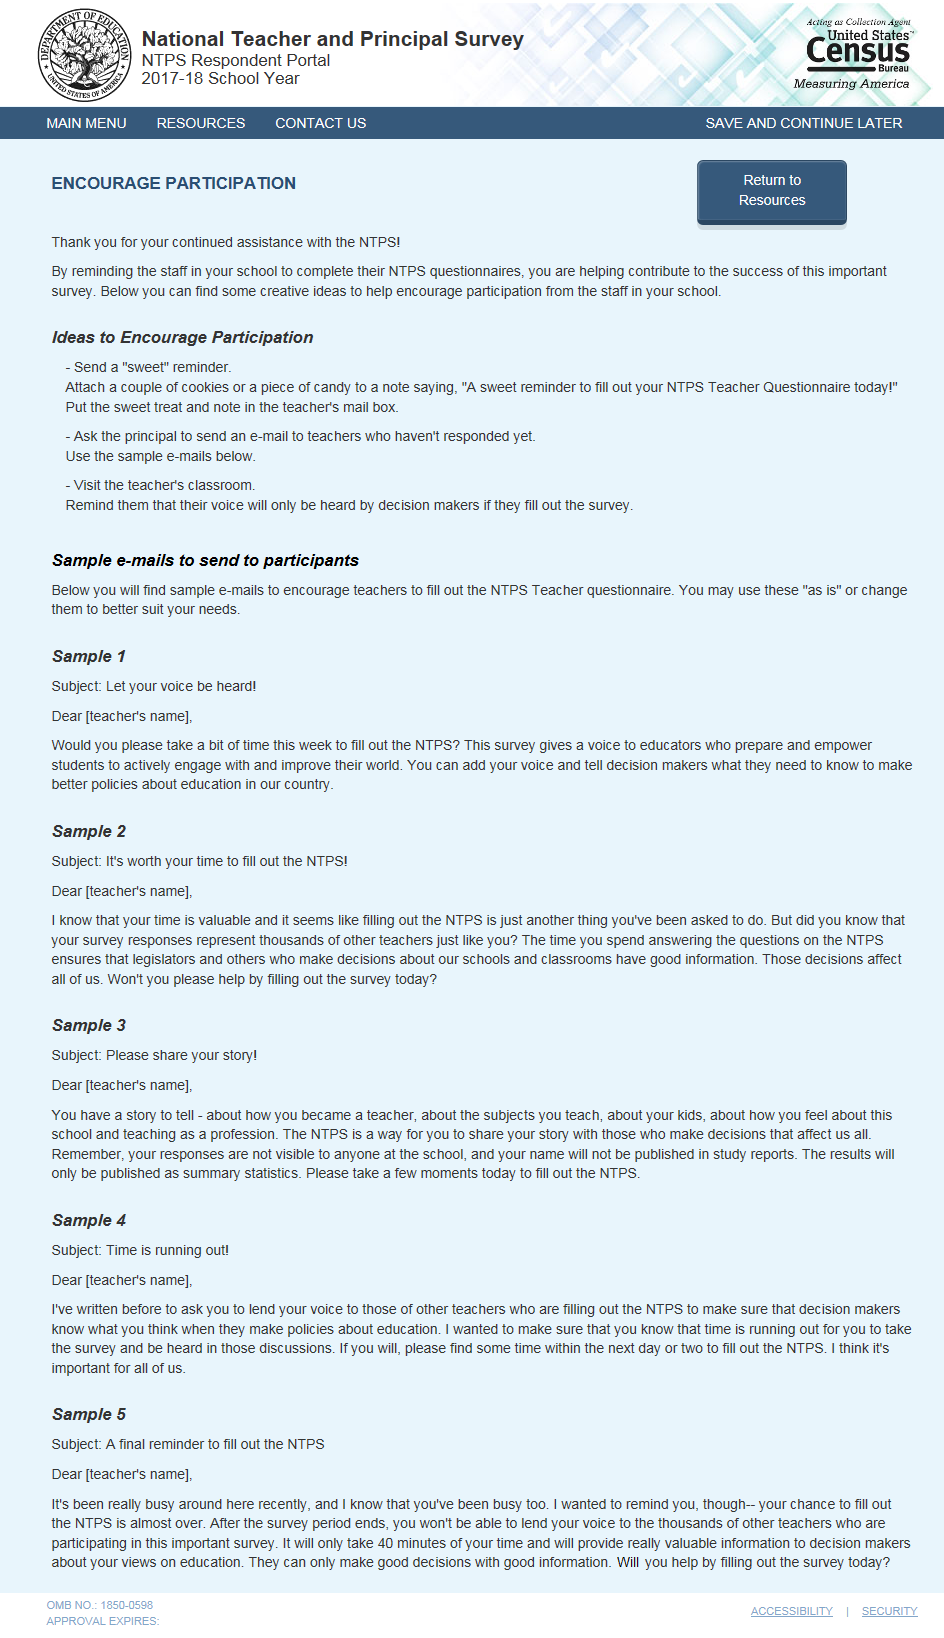 DEPARTMENT OF EDUCATION
UNITED STATES OF AMERICA
National Teacher and Principal Survey
NTPS Respondent Portal
2017-18 School Year
Acting as Collection Agent
United States™
Census
Bureau
Measuring America
MAIN MENU RESOURCES CONTACT US SAVE AND CONTINUE LATER
ENCOURAGE PARTICIPATION
Return to
Resources
Thank you for your continued assistance with the NTPS!
By reminding the staff in your school to complete their NTPS questionnaires, you are helping contribute to the success of this important
survey. Below you can find some creative ideas to help encourage participation from the staff in your school.
Ideas to Encourage Participation
- Send a "sweet" reminder.
Attach a couple of cookies or a piece of candy to a note saying, "A sweet reminder to fill out your NTPS Teacher Questionnaire today!"
Put the sweet treat and note in the teacher's mail box.
- Ask the principal to send an e-mail to teachers who haven't responded yet.
Use the sample e-mails below.
- Visit the teacher's classroom.
Remind them that their voice will only be heard by decision makers if they fill out the survey.
Sample e-mails to send to participants
Below you will find sample e-mails to encourage teachers to fill out the NTPS Teacher questionnaire. You may use these "as is" or change
them to better suit your needs.
Sample 1
Subject: Let your voice be heard!
Dear [teacher's name],
Would you please take a bit of time this week to fill out the NTPS? This survey gives a voice to educators who prepare and empower
students to actively engage with and improve their world. You can add your voice and tell decision makers what they need to know to make
better policies about education in our country.
Sample 2
Subject: It's worth your time to fill out the NTPS!
Dear [teacher's name],
I know that your time is valuable and it seems like filling out the NTPS is just another thing you've been asked to do. But did you know that
your survey responses represent thousands of other teachers just like you? The time you spend answering the questions on the NTPS
ensures that legislators and others who make decisions about our schools and classrooms have good information. Those decisions affect
all of us. Won't you please help by filling out the survey today?
Sample 3
Subject: Please share your story!
Dear [teacher's name],
You have a story to tell - about how you became a teacher, about the subjects you teach, about your kids, about how you feel about this
school and teaching as a profession. The NTPS is a way for you to share your story with those who make decisions that affect us all.
Remember, your responses are not visible to anyone at the school, and your name will not be published in study reports. The results will
only be published as summary statistics. Please take a few moments today to fill out the NTPS.
Sample 4
Subject: Time is running out!
Dear [teacher's name],
I've written before to ask you to lend your voice to those of other teachers who are filling out the NTPS to make sure that decision makers
know what you think when they make policies about education. I wanted to make sure that you know that time is running out for you to take
the survey and be heard in those discussions. If you will, please find some time within the next day or two to fill out the NTPS. I think it's
important for all of us.
Sample 5
Subject: A final reminder to fill out the NTPS
Dear [teacher's name],
It's been really busy around here recently, and I know that you've been busy too. I wanted to remind you, though-- your chance to fill out
the NTPS is almost over. After the survey period ends, you won't be able to lend your voice to the thousands of other teachers who are
participating in this important survey. It will only take 40 minutes of your time and will provide really valuable information to decision makers
about your views on education. They can only make good decisions with good information. Will you help by filling out the survey today?
OMB NO.: 1850-0598
APPROVAL EXPIRES:
ACCESSIBILITY | SECURITY